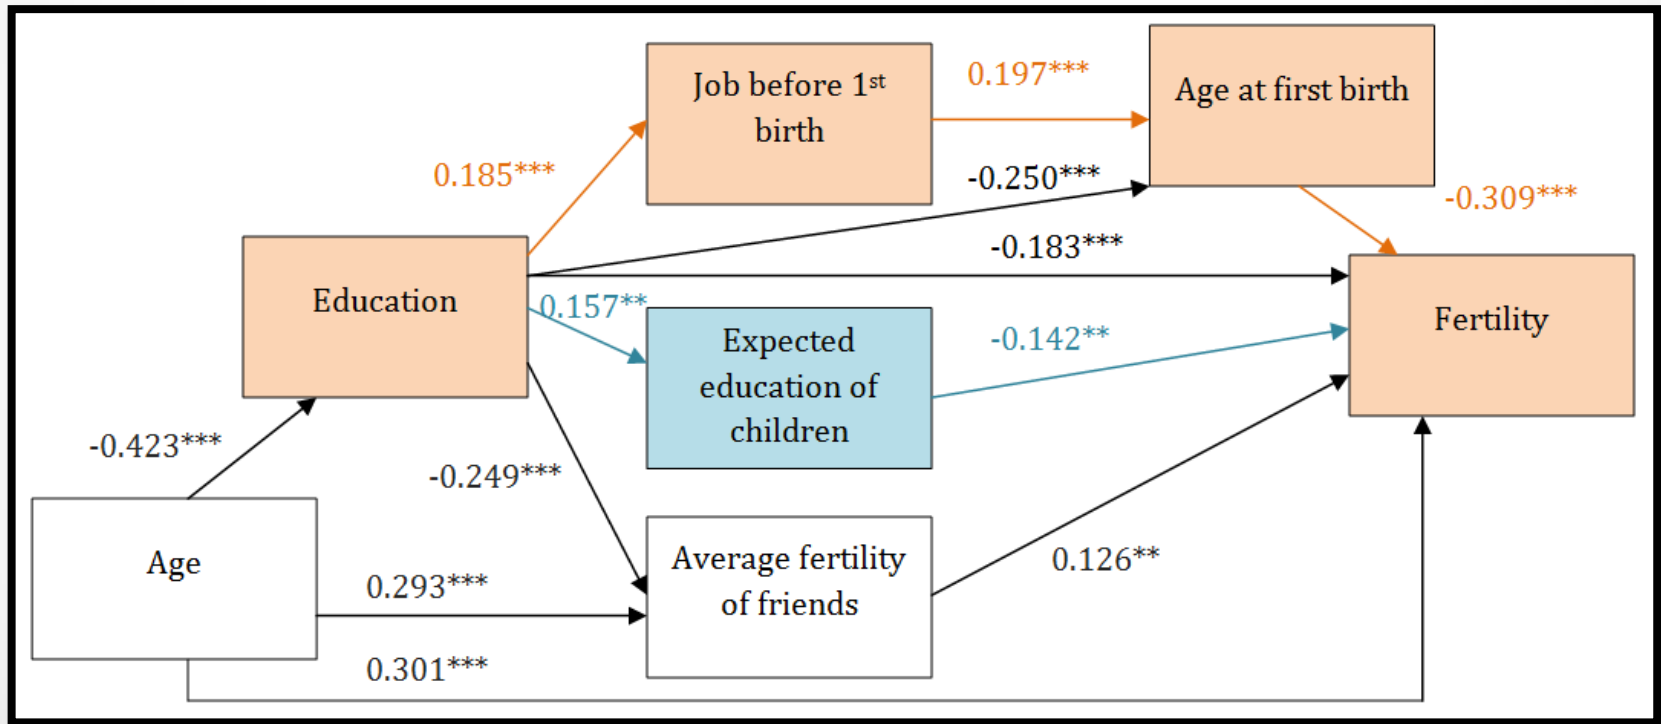 Job before 1st
birth
0.197***
Age at first birth
0.185***
-0.250***
-0.309***
-0.183***
Education
0.157**
Expected
education of
children
-0.142**
Fertility
-0.423***
-0.249***
Age
Average fertility
of friends
0.126**
0.293***
0.301***